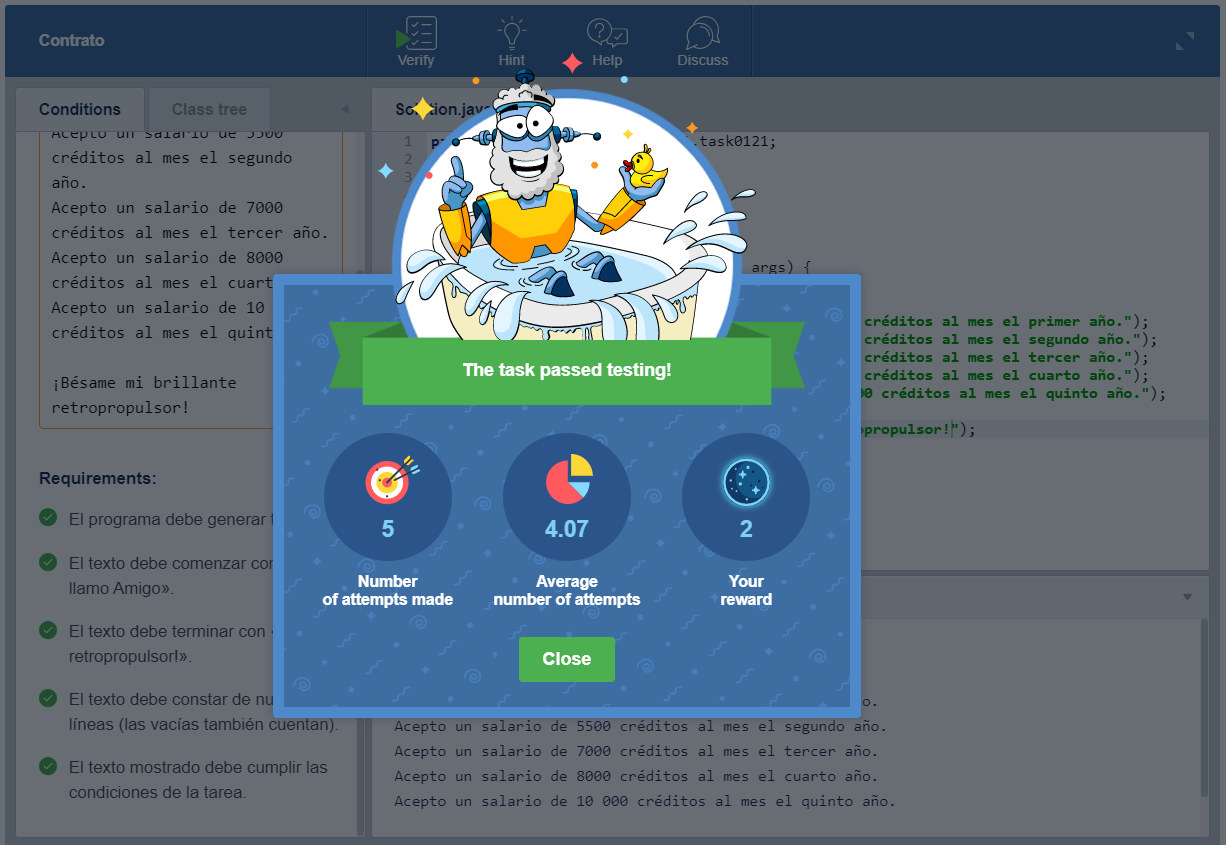 Contrato
Verify
Hint
Help
Discuss
Conditions
Class tree
Acepto un salario de 5500
créditos al mes el segundo
año.
Acepto un salario de 7000
créditos al mes el tercer año.
Acepto un salario de 8000
créditos al mes el cuart
Acepto un salario de 10
créditos al mes el quint
¡Bésame mi brillante
retropropulsor!
Requirements:
El programa debe generar
El texto debe comenzar con
llamo Amigo».
El texto debe terminar con
retropropulsor!».
El texto debe constar de nu
líneas (las vacías también cuentan).
El texto mostrado debe cumplir las
condiciones de la tarea.
1 .task0121;
2
3
args) {
créditos al mes el primer año.");
créditos al mes el segundo año.");
créditos al mes el tercer año.");
créditos al mes el cuarto año.");
00 créditos al mes el quinto año.");
opropulsor!");
The task passed testing!
5
Number
of attempts made
4.07
Average
number of attempts
2
Your
reward
Close
o.
Acepto un salario de 5500 créditos al mes el segundo año.
Acepto un salario de 7000 créditos al mes el tercer año.
Acepto un salario de 8000 créditos al mes el cuarto año.
Acepto un salario de 10 000 créditos al mes el quinto año.